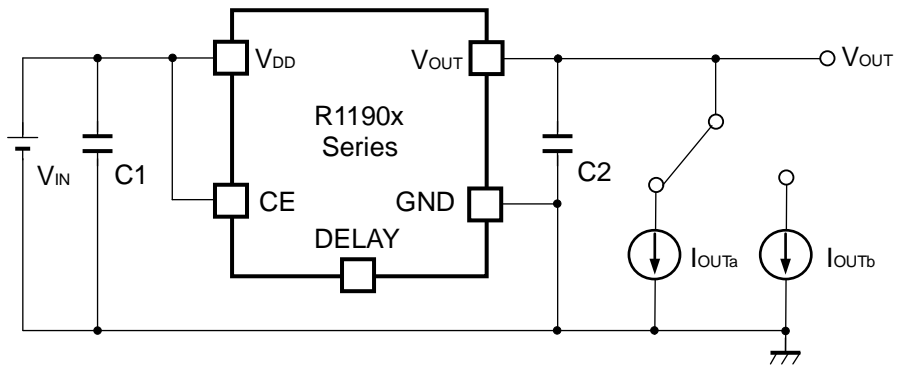 VDD
VOUT
VOUT
R1190x
Series
VIN
C1
C2
CE
GND
DELAY
IOUTa
IOUTb